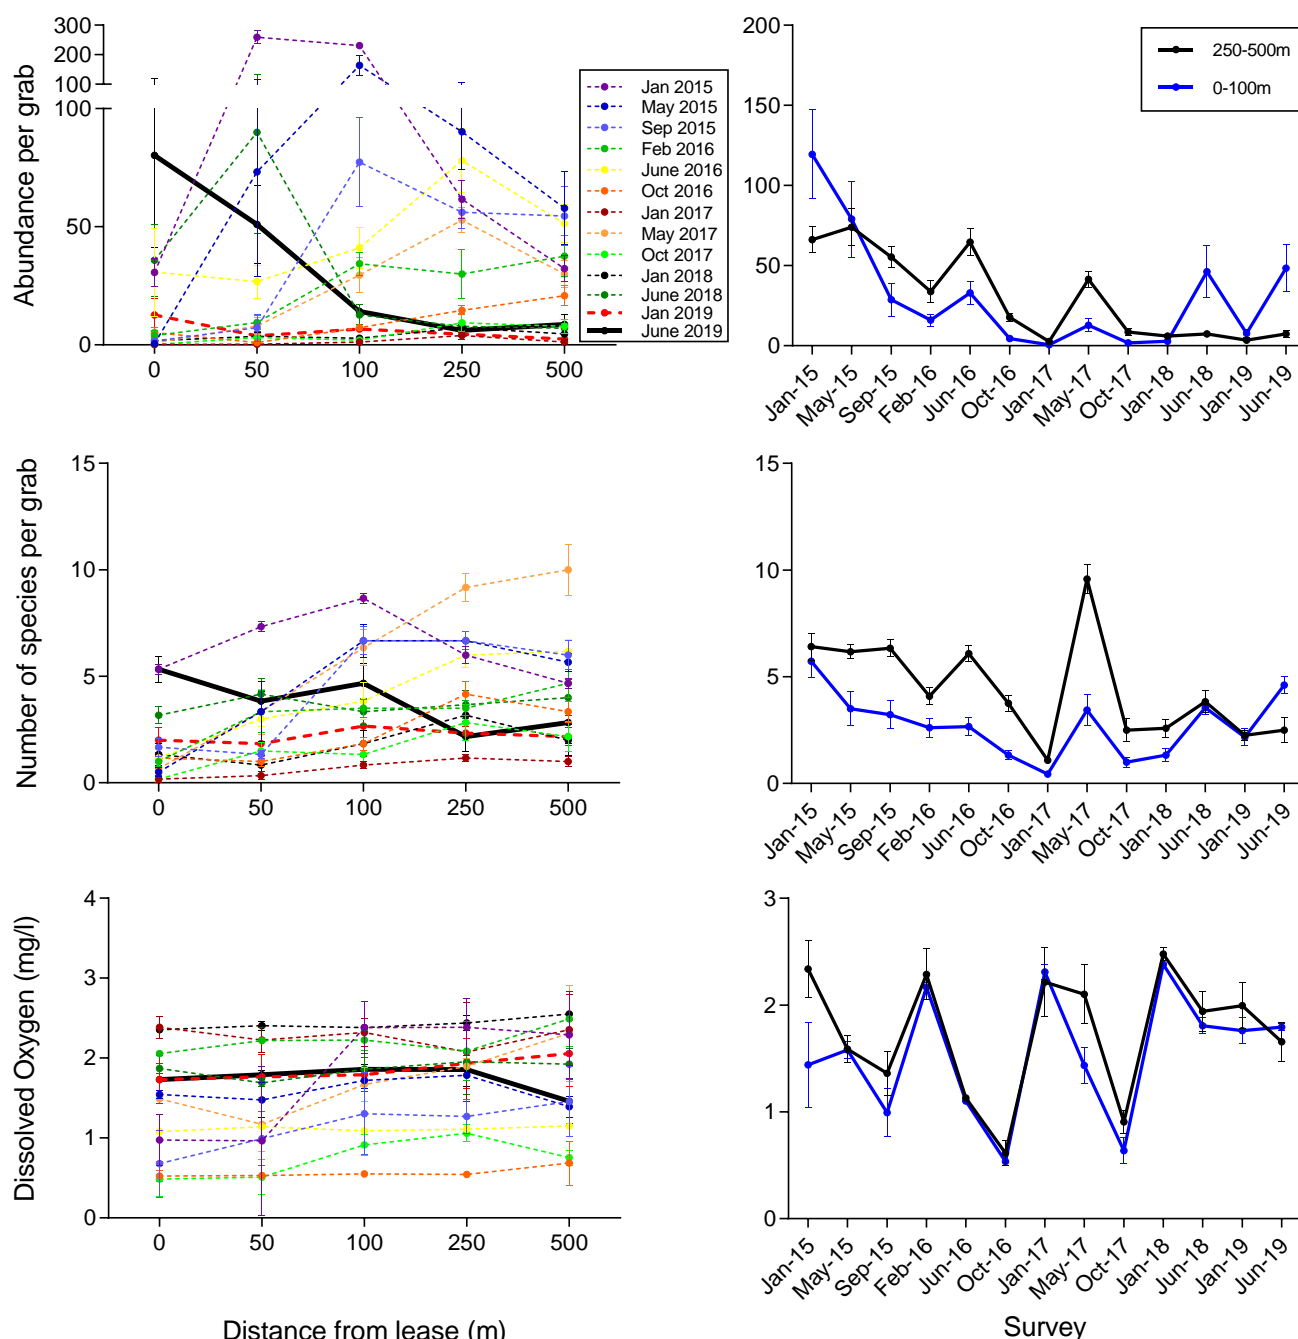 Abundance per grab
300
200
100
100
50
0
0 50 100 250 500
Jan 2015
May 2015
Sep 2015
Feb 2016
June 2016
Oct 2016
Jan 2017
May 2017
Oct 2017
Jan 2018
June 2018
Jan 2019
June 2019
200
150
100
50
0
250-500m
0-100m
Jan-15 May-15 Sep-15 Feb-16 Jun-16 Oct-16 Jan-17 May-17 Oct-17 Jan-18 Jun-18 Jan-19 Jun-19
Number of species per grab
15
10
5
0
0 50 100 250 500
15
10
5
0
Jan-15 May-15 Sep-15 Feb-16 Jun-16 Oct-16 Jan-17 May-17 Oct-17 Jan-18 Jun-18 Jan-19 Jun-19
Dissolved Oxygen (mg/l)
4
3
2
1
0
0 50 100 250 500
Distance from lease (m)
3
2
1
0
Jan-15 May-15 Sep-15 Feb-16 Jun-16 Oct-16 Jan-17 May-17 Oct-17 Jan-18 Jun-18 Jan-19 Jun-19
Survey